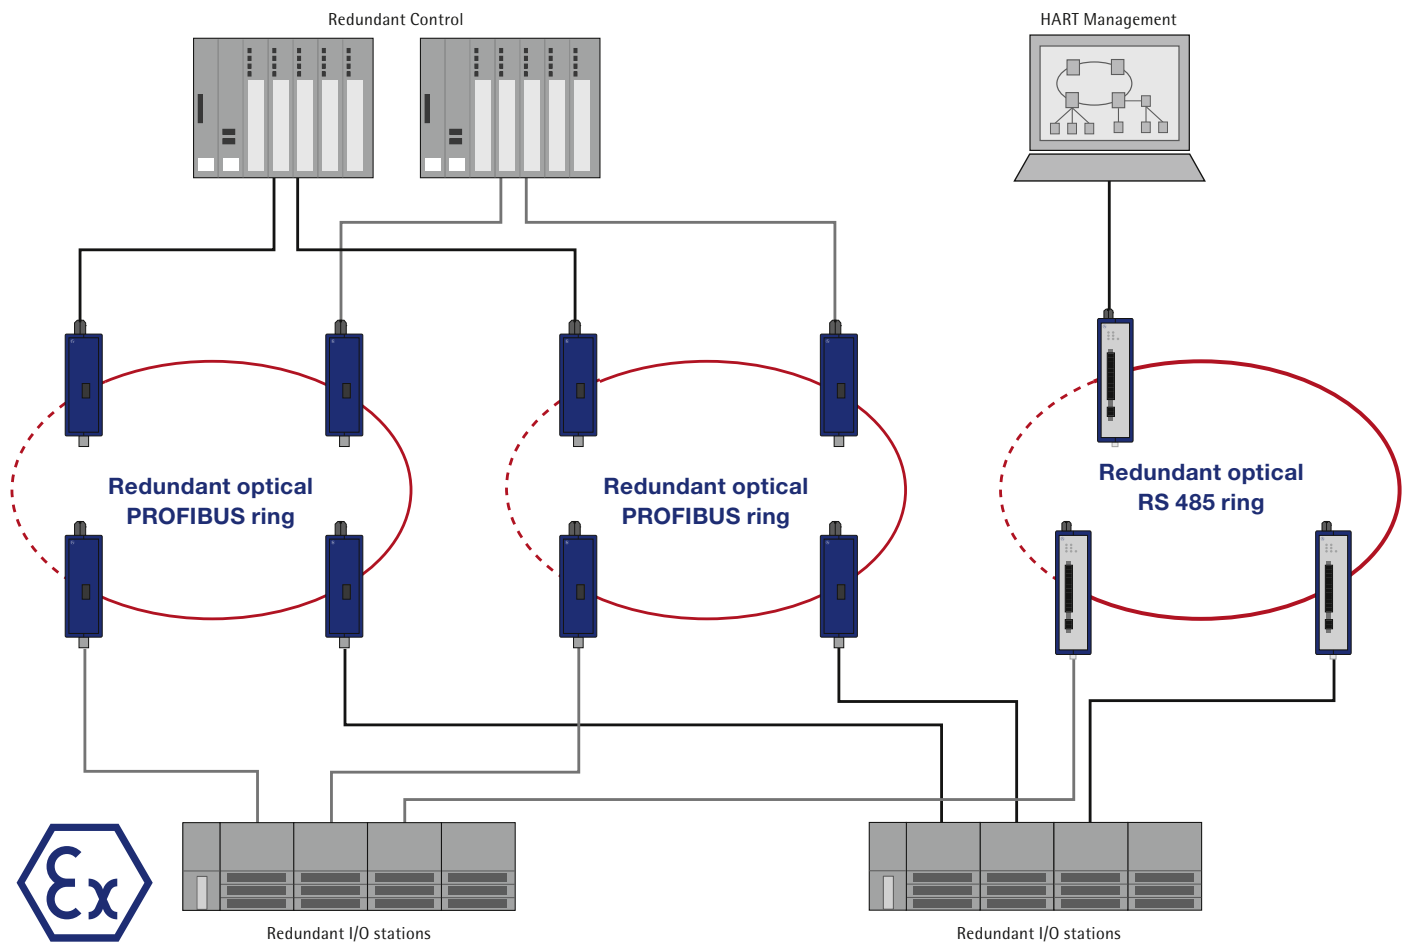 Redundant Control
HART Management
Redundant optical
PROFIBUS ring
Redundant optical
PROFIBUS ring
Redundant optical
RS 485 ring
Ex
Redundant I/O stations
Redundant I/O stations